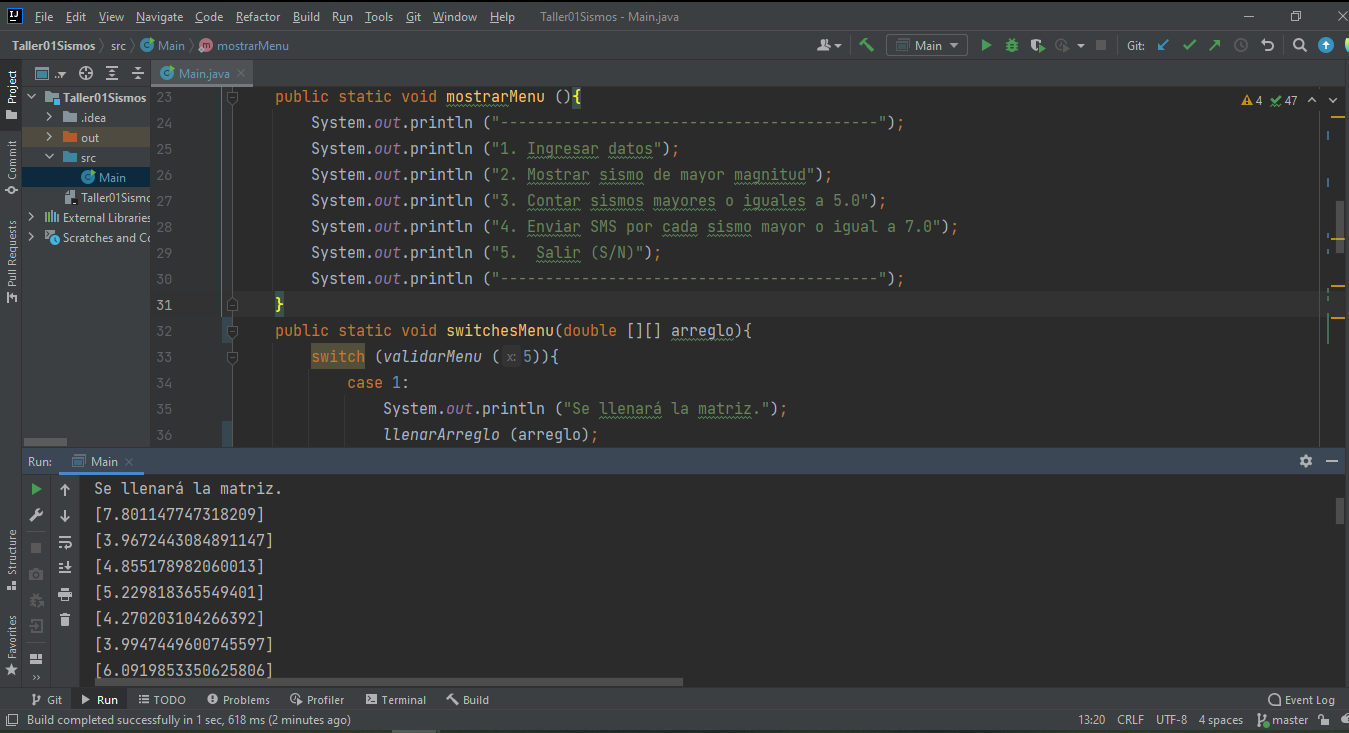 File Edit View Navigate Code Refactor Build Run Tools Git Window Help Taller01Sismos - Main.java
Taller01Sismos src Main mostrarMenu Main Git:
Project
Commit
Pull Requests
Structure
Favorites
Taller01Sismos
.idea
out
src
Main
Taller01Sismo
External Libraries
Scratches and Co
Main.java
4 47
23 public static void mostrarMenu (){
24 System.out.println ("------------------------------------------");
25 System.out.println ("1. Ingresar datos");
26 System.out.println ("2. Mostrar sismo de mayor magnitud");
27 System.out.println ("3. Contar sismos mayores o iguales a 5.0");
28 System.out.println ("4. Enviar SMS por cada sismo mayor o igual a 7.0");
29 System.out.println ("5.  Salir (S/N)");
30 System.out.println ("------------------------------------------");
31 }
32 public static void switchesMenu(double [][] arreglo){
33 switch (validarMenu ( x: 5)){
34 case 1:
35 System.out.println ("Se llenará la matriz.");
36 llenarArreglo (arreglo);
Run: Main
Se llenará la matriz.
[7.801147747318209]
[3.9672443084891147]
[4.855178982060013]
[5.229818365549401]
[4.270203104266392]
[3.9947449600745597]
[6.0919853350625806]
Git Run TODO Problems Profiler Terminal Build Event Log
Build completed successfully in 1 sec, 618 ms (2 minutes ago) 13:20 CRLF UTF-8 4 spaces master